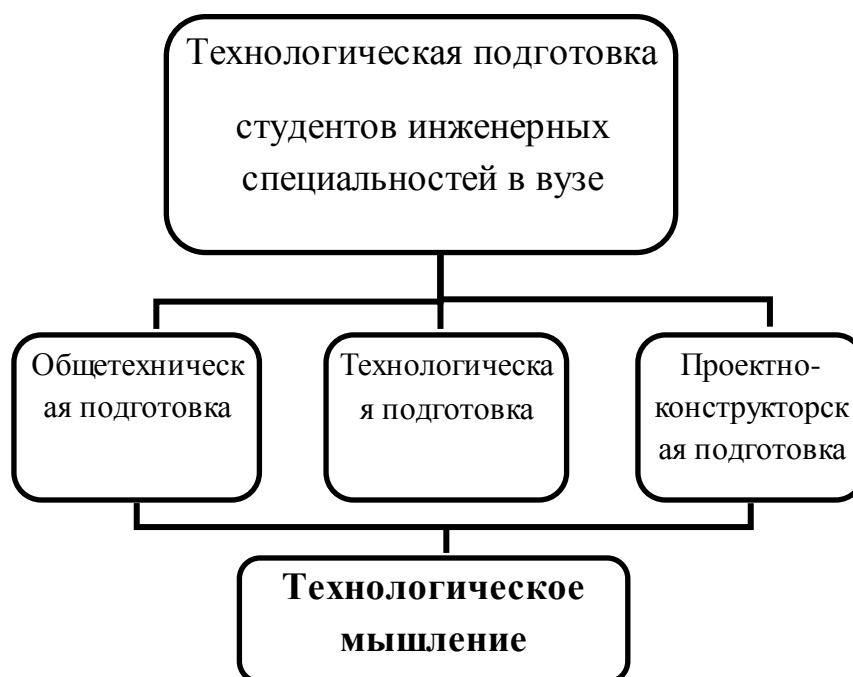 Технологическая подготовка
студентов инженерных
специальностей в вузе
Общетехническ
ая подготовка
Технологическа
я подготовка
Проектно-
конструкторск
ая подготовка
Технологическое
мышление